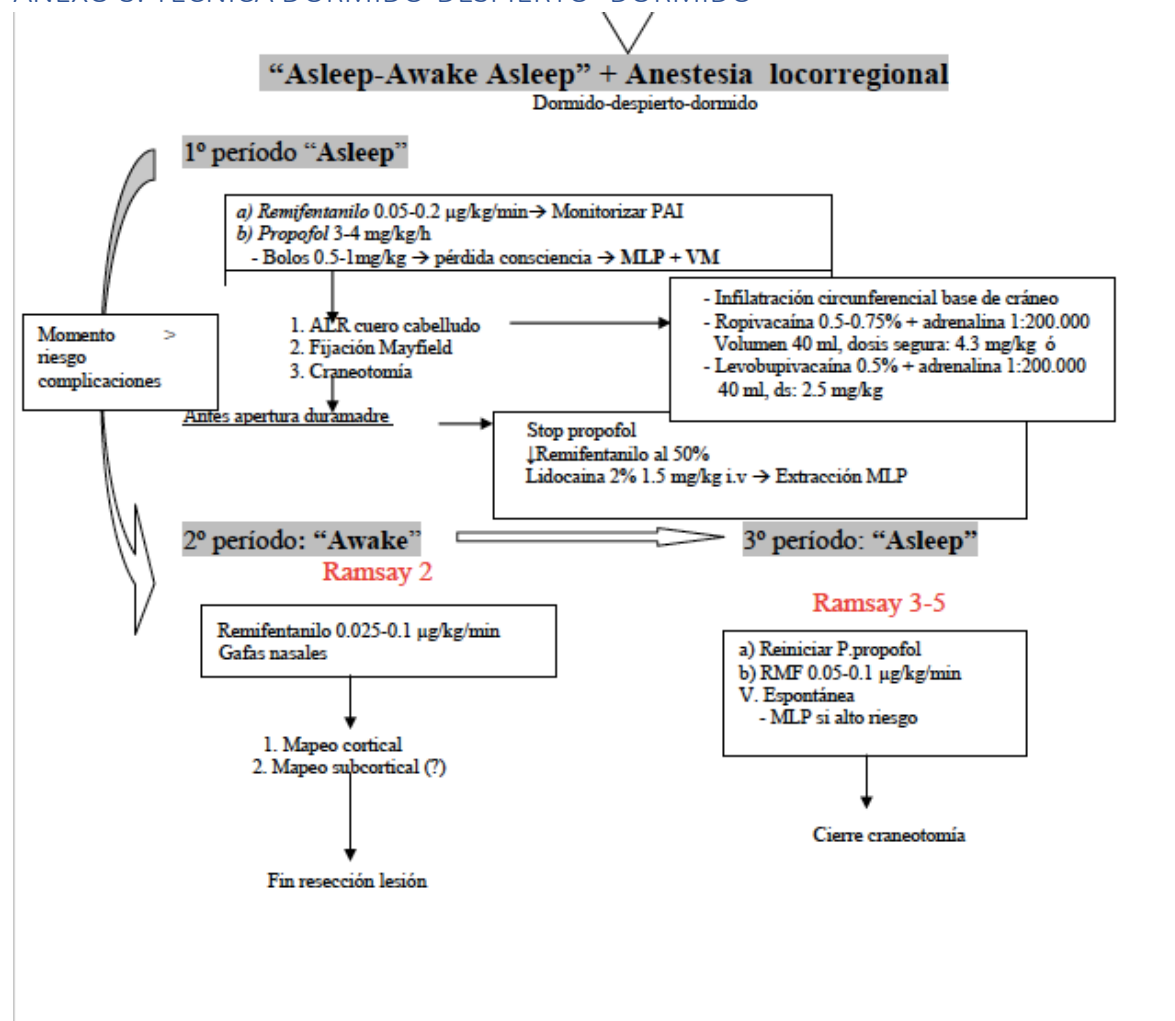 “Asleep-Awake Asleep” + Anestesia locorregional
Dormido-despierto-dormido
1º período “Asleep”
a) Remifentanilo 0.05-0.2 µg/kg/min→ Monitorizar PAI
b) Propofol 3-4 mg/kg/h
- Bolos 0.5-1mg/kg → pérdida consciencia → MLP + VM
Momento >
riesgo
complicaciones
1. ALR cuero cabelludo
2. Fijación Mayfield
3. Craneotomía
- Infilatración circunferencial base de cráneo
- Ropivacaína 0.5-0.75% + adrenalina 1:200.000
Volumen 40 ml, dosis segura: 4.3 mg/kg ó
- Levobupivacaína 0.5% + adrenalina 1:200.000
40 ml, ds: 2.5 mg/kg
Antes apertura duramadre
Stop propofol
↓Remifentanilo al 50%
Lidocaina 2% 1.5 mg/kg i.v → Extracción MLP
2º período: “Awake”
Ramsay 2
Remifentanilo 0.025-0.1 µg/kg/min
Gafas nasales
1. Mapeo cortical
2. Mapeo subcortical (?)
Fin resección lesión
3º período: “Asleep”
Ramsay 3-5
a) Reiniciar P.propofol
b) RMF 0.05-0.1 µg/kg/min
V. Espontánea
- MLP si alto riesgo
Cierre craneotomía